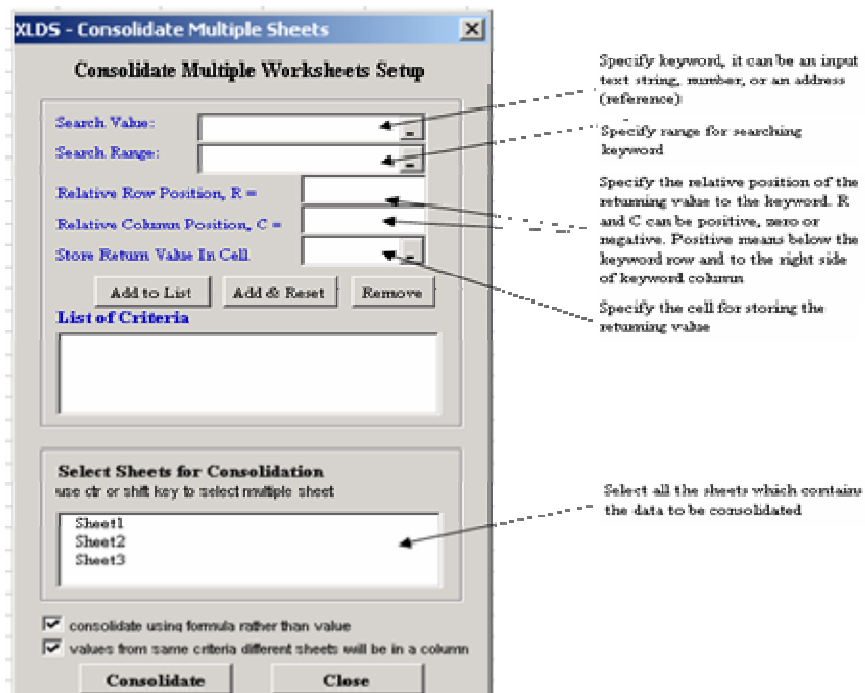 XLDS - Consolidate Multiple Sheets
Consolidate Multiple Worksheets Setup
Search Value:
Search Range:
Relative Row Position, R =
Relative Column Position, C =
Store Return Value In Cell
Add to List
Add & Reset
Remove
List of Criteria
Select Sheets for Consolidation
use ctr or shift key to select multiple sheet
Sheet1
Sheet2
Sheet3
consolidate using formula rather than value
values from same criteria different sheets will be in a column
Consolidate
Close
Specify keyword, it can be an input
text string, number, or an address
(reference)
Specify range for searching
keyword
Specify the relative position of the
returning value to the keyword. R
and C can be positive, zero or
negative. Positive means below the
keyword row and to the right side
of keyword column
Specify the cell for storing the
returning value
Select all the sheets which contains
the data to be consolidated